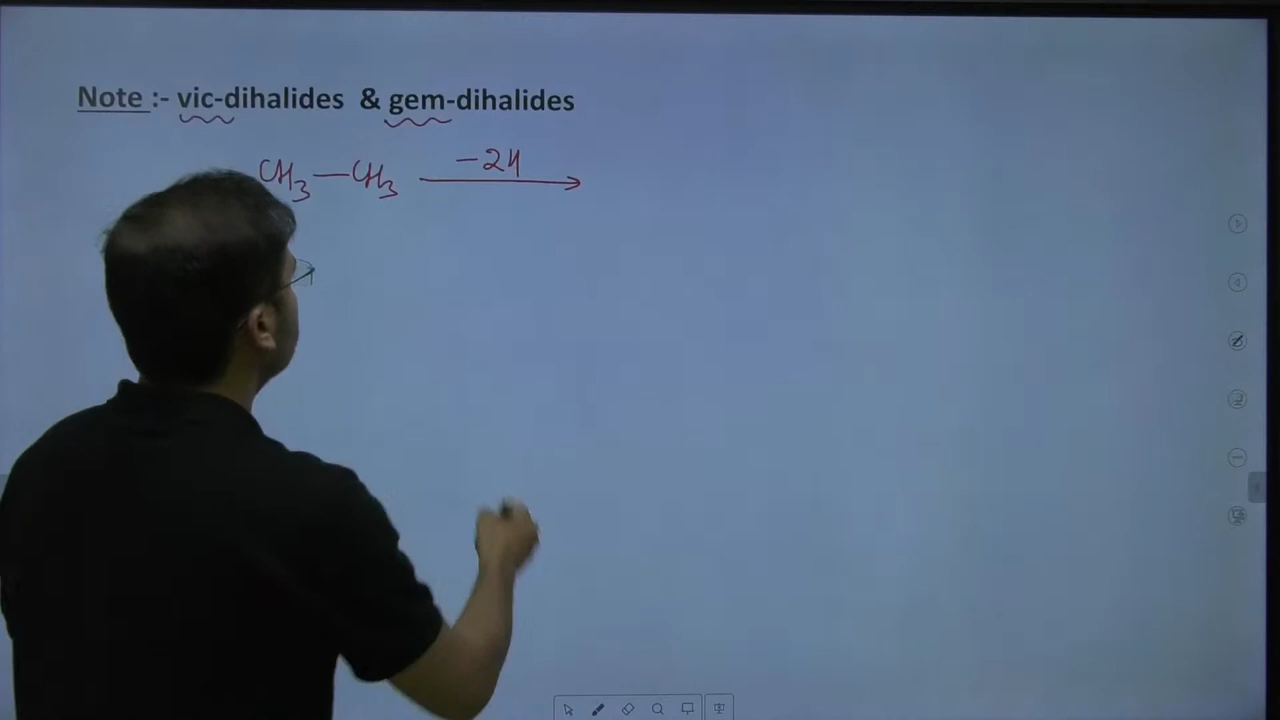 Note :- vic-dihalides & gem-dihalides
CH₃—CH₃ —2H→